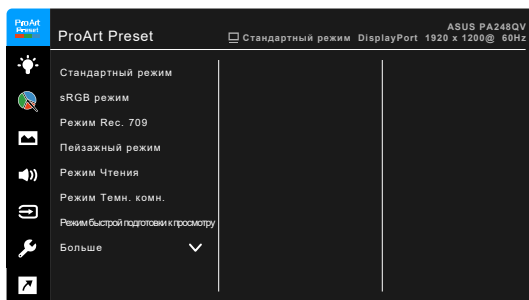 ProArt
Preset
ProArt Preset
ASUS PA248QV
Стандартный режим DisplayPort 1920 x 1200@ 60Hz
Стандартный режим
sRGB режим
Режим Rec. 709
Пейзажный режим
Режим Чтения
Режим Темн. комн.
Режим быстрой подготовки к просмотру
Больше